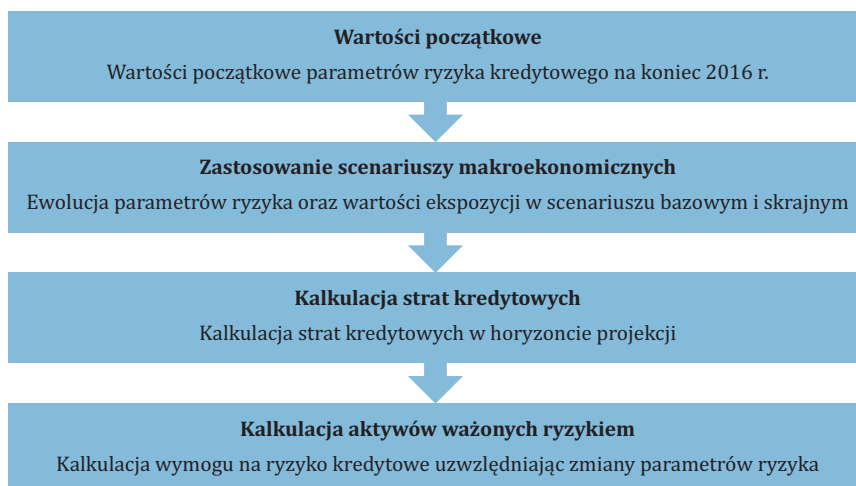 Wartości początkowe
Wartości początkowe parametrów ryzyka kredytowego na koniec 2016 r.
Zastosowanie scenariuszy makroekonomicznych
Ewolucja parametrów ryzyka oraz wartości ekspozycji w scenariuszu bazowym i skrajnym
Kalkulacja strat kredytowych
Kalkulacja strat kredytowych w horyzoncie projekcji
Kalkulacja aktywów ważonych ryzykiem
Kalkulacja wymogu na ryzyko kredytowe uzwzlędniając zmiany parametrów ryzyka